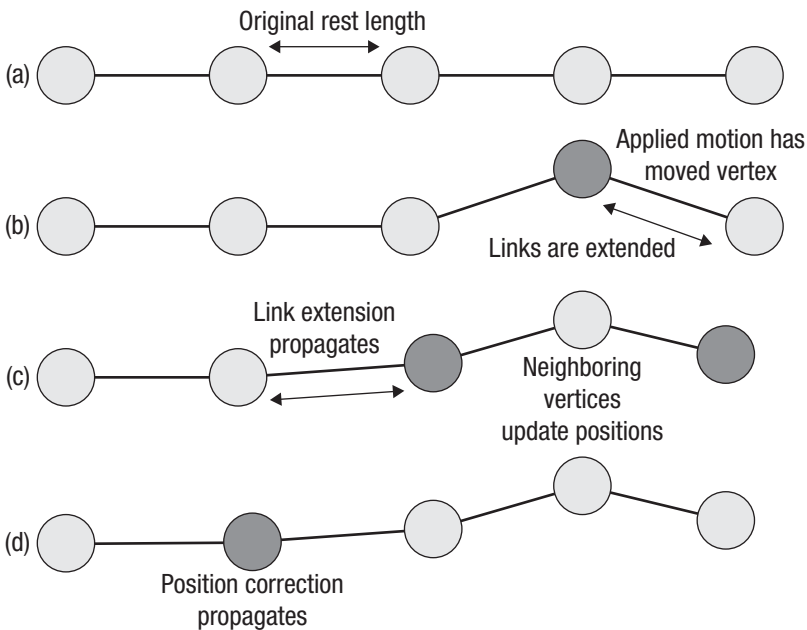 Original rest length
(a)
Applied motion has
moved vertex
(b)
Links are extended
Link extension
propagates
(c)
Neighboring
vertices
update positions
(d)
Position correction
propagates